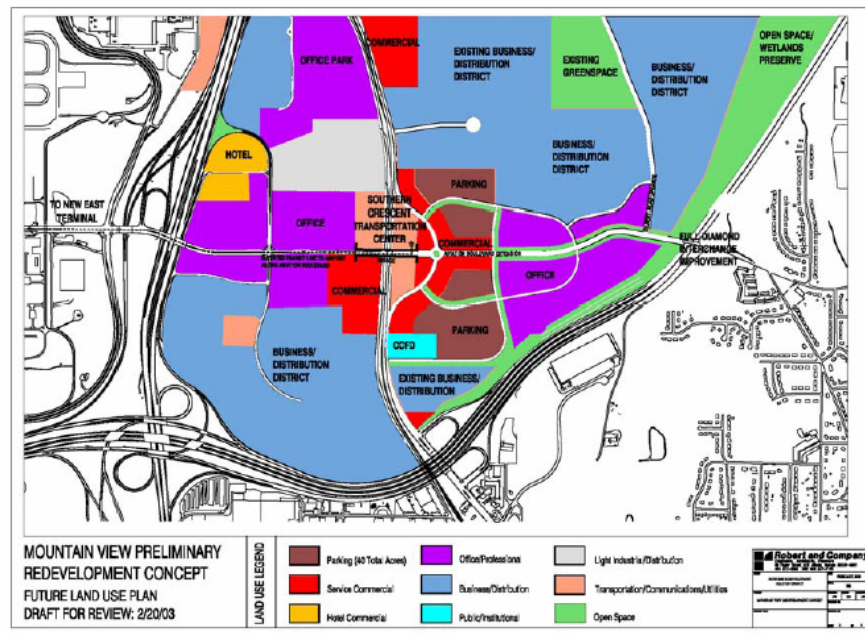 COMMERCIAL
OFFICE PARK
EXISTING BUSINESS/
DISTRIBUTION
DISTRICT
EXISTING
GREENSPACE
BUSINESS/
DISTRIBUTION
DISTRICT
OPEN SPACE/
WETLANDS
PRESERVE
BUSINESS/
DISTRIBUTION
DISTRICT
HOTEL
PARKING
TO NEW EAST
TERMINAL
OFFICE
SOUTHERN
CRESCENT
TRANSPORTATION
CENTER
COMMERCIAL
FULL DIAMOND
INTERCHANGE
IMPROVEMENT
OFFICE
COMMERCIAL
PARKING
CCFD
BUSINESS/
DISTRIBUTION
DISTRICT
EXISTING BUSINESS/
DISTRIBUTION
MOUNTAIN VIEW PRELIMINARY
REDEVELOPMENT CONCEPT
FUTURE LAND USE PLAN
DRAFT FOR REVIEW: 2/20/03
LAND USE LEGEND
Parking (40 Total Acres)
Office/Professional
Light Industrial/Distribution
Service Commercial
Business/Distribution
Transportation/Communications/Utilities
Hotel Commercial
Public/Institutional
Open Space
Robert and Company